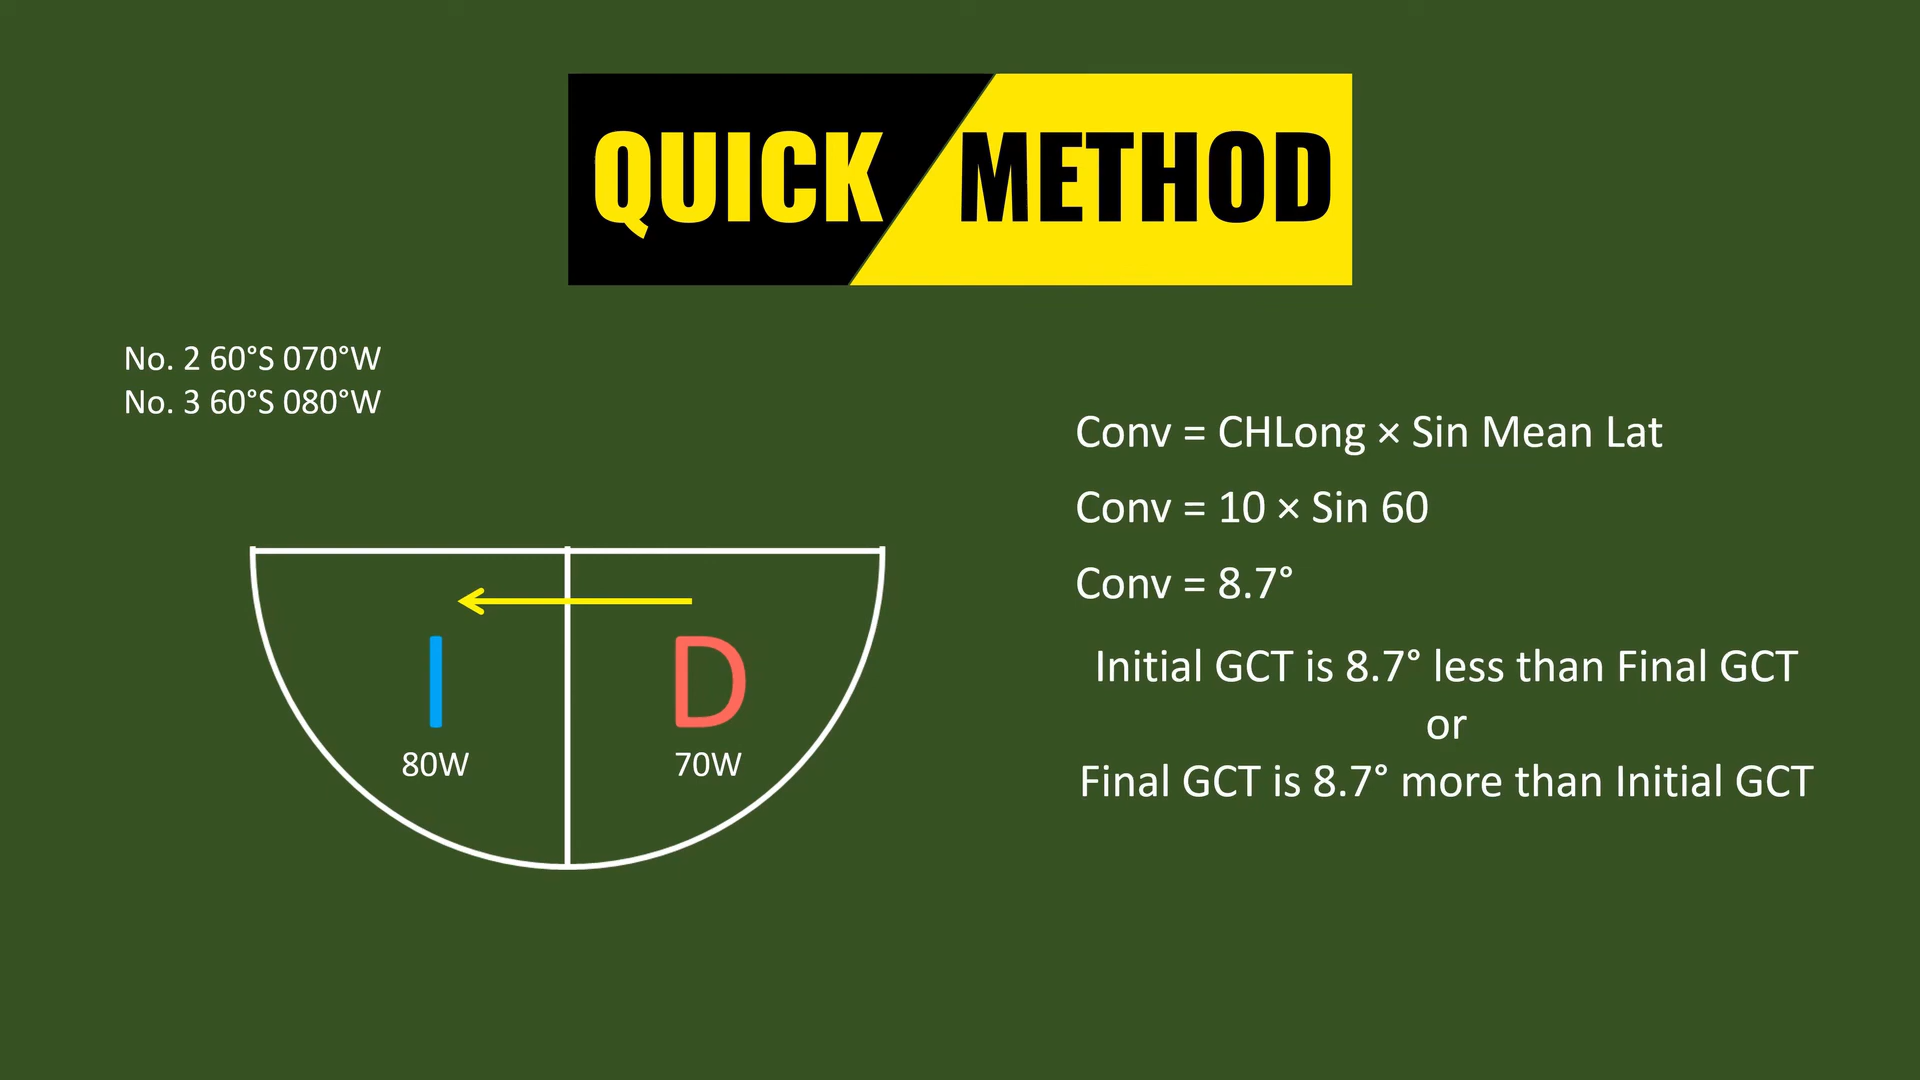 QUICK METHOD
No. 2 60°S 070°W
No. 3 60°S 080°W
Conv = CHLong × Sin Mean Lat
Conv = 10 × Sin 60
Conv = 8.7°
Initial GCT is 8.7° less than Final GCT
or
Final GCT is 8.7° more than Initial GCT
I D
80W 70W